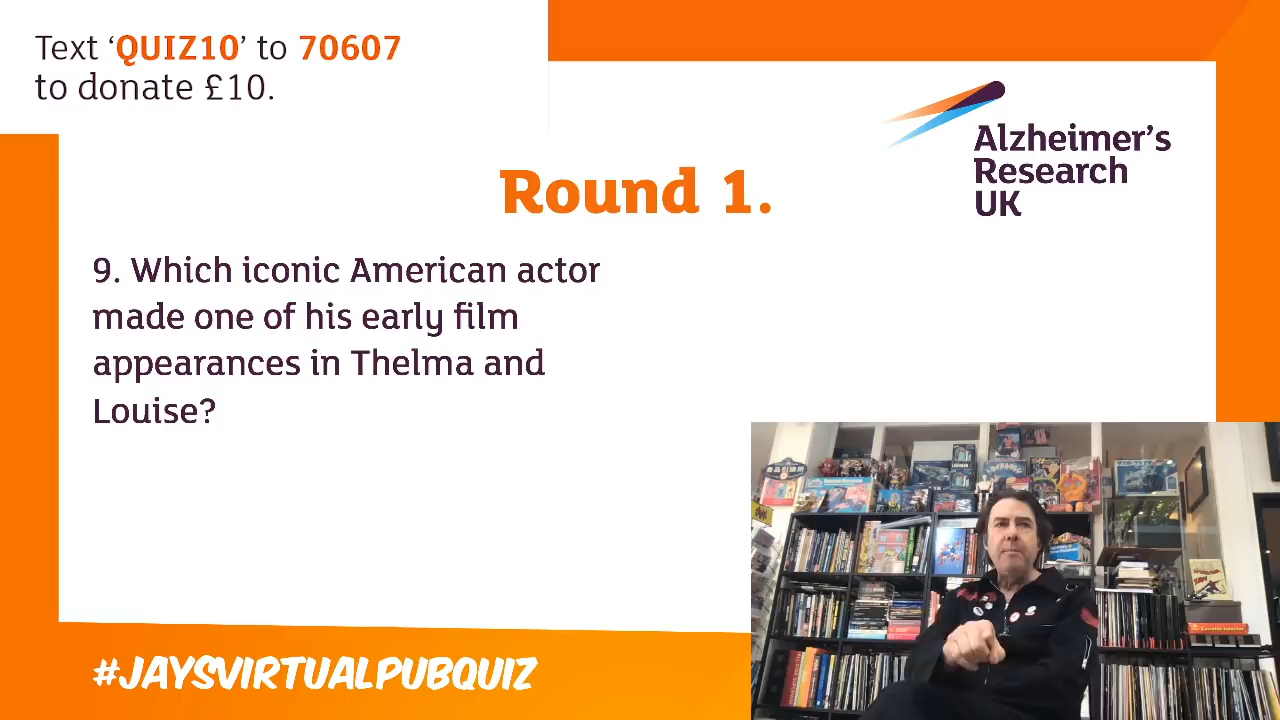 Text ‘QUIZ10’ to 70607
to donate £10.
Alzheimer’s
Research
UK
Round 1.
9. Which iconic American actor
made one of his early film
appearances in Thelma and
Louise?
#JAYSVIRTUALPUBQUIZ